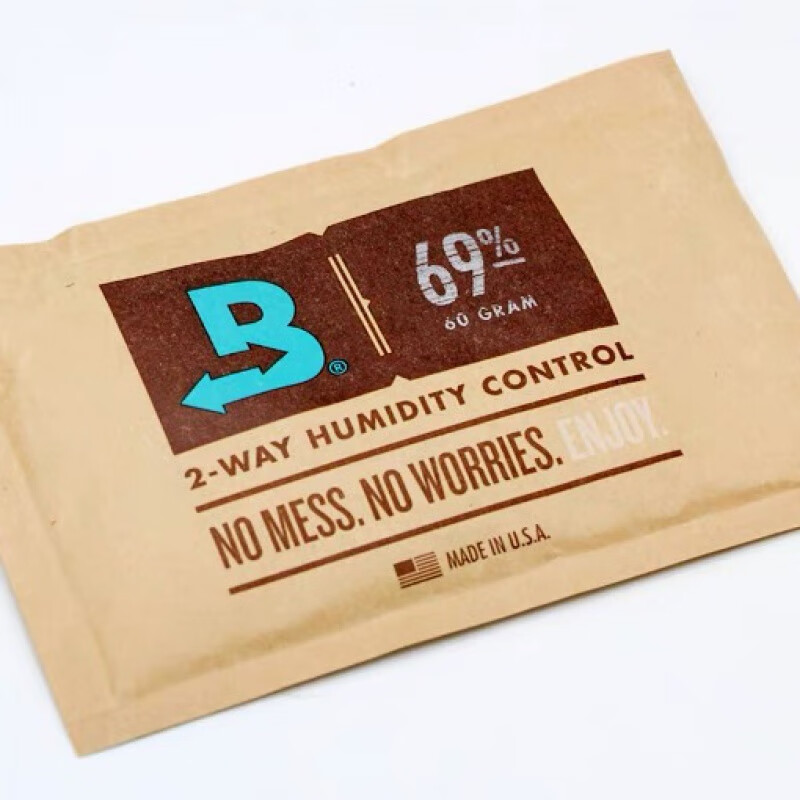 B®
69%
60 GRAM
2-WAY HUMIDITY CONTROL
NO MESS. NO WORRIES. ENJOY.
MADE IN U.S.A.